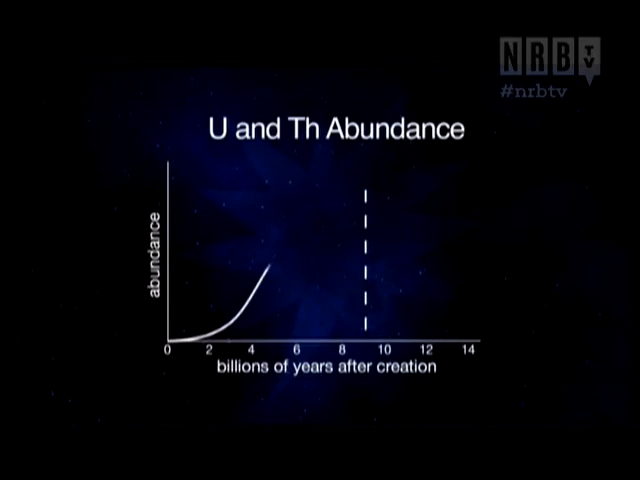 NRB TV
#nrbtv
U and Th Abundance
abundance
0 2 4 6 8 10 12 14
billions of years after creation